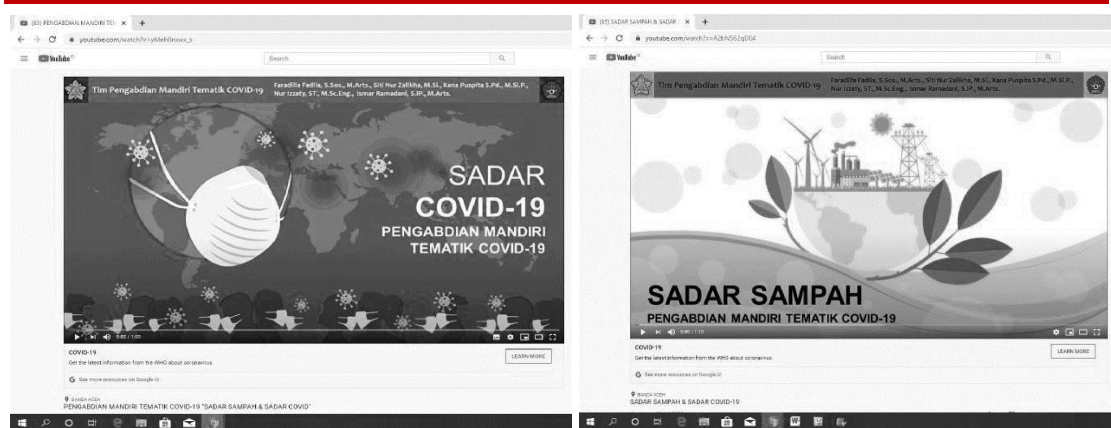 (65) PENGABDIAN MANDIRI TE
youtube.com/watch?v=
YouTube
Search
Tim Pengabdian Mandiri Tematik COVID-19
Faradilla Fadlia, S.Sos., M.Arts., Siti Nur Zalikha, M.Si., Kana Puspita S.Pd., M.Si.P.,
Nur Izzaty, ST., M.Sc.Eng., Ismar Ramadani, S.IP., M.Arts.
SADAR
COVID-19
PENGABDIAN MANDIRI
TEMATIK COVID-19
0:00 /
COVID-19
Get the latest information from the WHO about coronavirus.
LEARN MORE
See more resources on Google
BANDA ACEH
PENGABDIAN MANDIRI TEMATIK COVID-19 "SADAR SAMPAH & SADAR COVID"
SADAR SAMPAH & SADAR
youtube.com/watch?v=
YouTube
Search
Tim Pengabdian Mandiri Tematik COVID-19
Faradilla Fadlia, S.Sos., M.Arts., Siti Nur Zalikha, M.Si., Kana Puspita S.Pd., M.Si.P.,
Nur Izzaty, ST., M.Sc.Eng., Ismar Ramadani, S.IP., M.Arts.
SADAR SAMPAH
PENGABDIAN MANDIRI TEMATIK COVID-19
0:00 /
COVID-19
Get the latest information from the WHO about coronavirus.
LEARN MORE
See more resources on Google
BANDA ACEH
SADAR SAMPAH & SADAR COVID-19